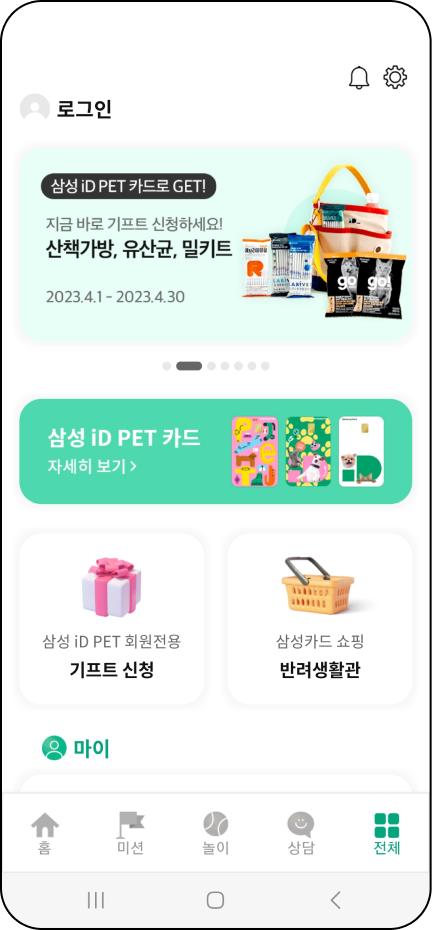 로그인
삼성 iD PET 카드로 GET!
지금 바로 기프트 신청하세요!
산책가방, 유산균, 밀키트
2023.4.1 - 2023.4.30
go! go!
삼성 iD PET 카드
자세히 보기 >
삼성 iD PET 회원전용
기프트 신청
삼성카드 쇼핑
반려생활관
마이
홈
미션
놀이
상담
전체